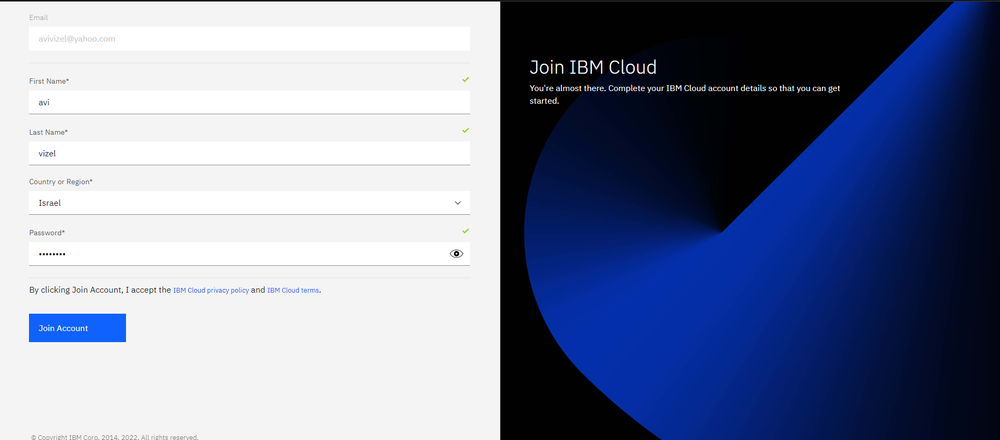 Email
avivizel@yahoo.com
First Name*
avi
Last Name*
vizel
Country or Region*
Israel
Password*
••••••••
By clicking Join Account, I accept the IBM Cloud privacy policy and IBM Cloud terms.
Join Account
© Copyright IBM Corp. 2014, 2022. All rights reserved.
Join IBM Cloud
You're almost there. Complete your IBM Cloud account details so that you can get
started.